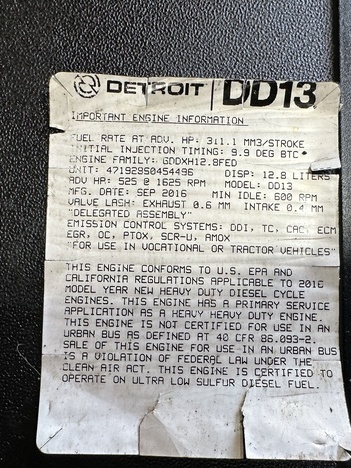 DETROIT DD13
IMPORTANT ENGINE INFORMATION
FUEL RATE AT ADV. HP: 311.1 MM3/STROKE
INITIAL INJECTION TIMING: 9.9 DEG BTC
ENGINE FAMILY: GDDXH12.8FED
UNIT: 471929S0454496 DISP: 12.8 LITERS
ADV HP: 525 @ 1625 RPM MODEL: DD13
MFG. DATE: SEP 2016 MIN IDLE: 600 RPM
VALVE LASH: EXHAUST 0.6 MM INTAKE 0.4 MM
"DELEGATED ASSEMBLY"
EMISSION CONTROL SYSTEMS: DDI, TC, CAC, ECM
EGR, OC, PTOX, SCR-U, AMOX
"FOR USE IN VOCATIONAL OR TRACTOR VEHICLES"
THIS ENGINE CONFORMS TO U.S. EPA AND
CALIFORNIA REGULATIONS APPLICABLE TO 2016
MODEL YEAR NEW HEAVY DUTY DIESEL CYCLE
ENGINES. THIS ENGINE HAS A PRIMARY SERVICE
APPLICATION AS A HEAVY HEAVY DUTY ENGINE.
THIS ENGINE IS NOT CERTIFIED FOR USE IN AN
URBAN BUS AS DEFINED AT 40 CFR 86.093-2.
SALE OF THIS ENGINE FOR USE IN AN URBAN BUS
IS A VIOLATION OF FEDERAL LAW UNDER THE
CLEAN AIR ACT. THIS ENGINE IS CERTIFIED TO
OPERATE ON ULTRA LOW SULFUR DIESEL FUEL.